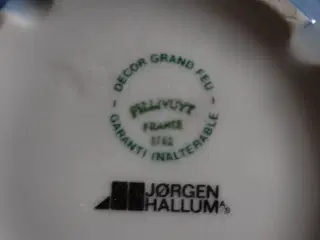 - DECOR GRAND FEU -
PILLIVUYT
FRANCE
GARANTI INALTERABLE
JØRGEN
HALLUM A/S